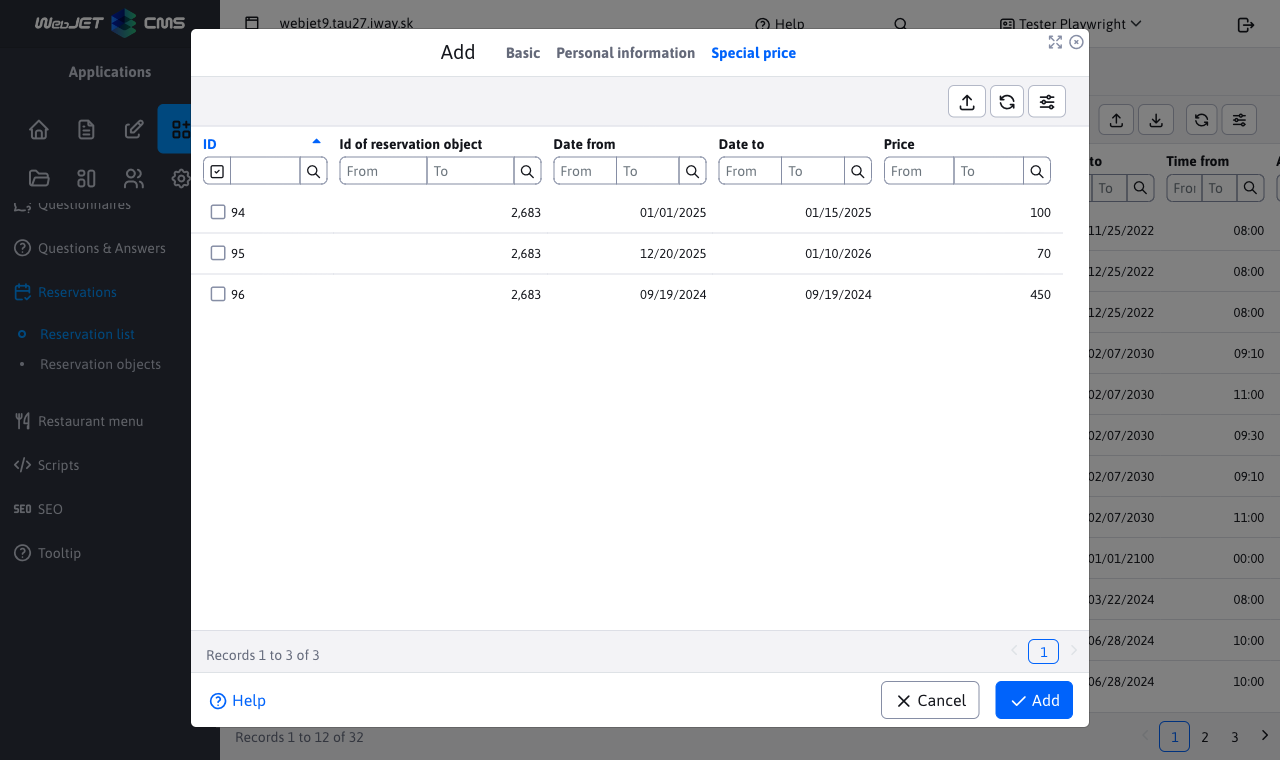 WebJET CMS
webjet9.tau27.iway.sk
Help
Tester Playwright
Applications
Questionnaires
Questions & Answers
Reservations
Reservation list
Reservation objects
Restaurant menu
Scripts
SEO SEO
Tooltip
Add Basic Personal information Special price
ID Id of reservation object Date from Date to Price
From To From To From To From To
94 2,683 01/01/2025 01/15/2025 100
95 2,683 12/20/2025 01/10/2026 70
96 2,683 09/19/2024 09/19/2024 450
Records 1 to 3 of 3 1
Help Cancel Add
to Time from
To From To
11/25/2022 08:00
12/25/2022 08:00
12/25/2022 08:00
02/07/2030 09:10
02/07/2030 11:00
02/07/2030 09:30
02/07/2030 09:10
02/07/2030 11:00
01/01/2100 00:00
03/22/2024 08:00
06/28/2024 10:00
06/28/2024 10:00
Records 1 to 12 of 32 1 2 3